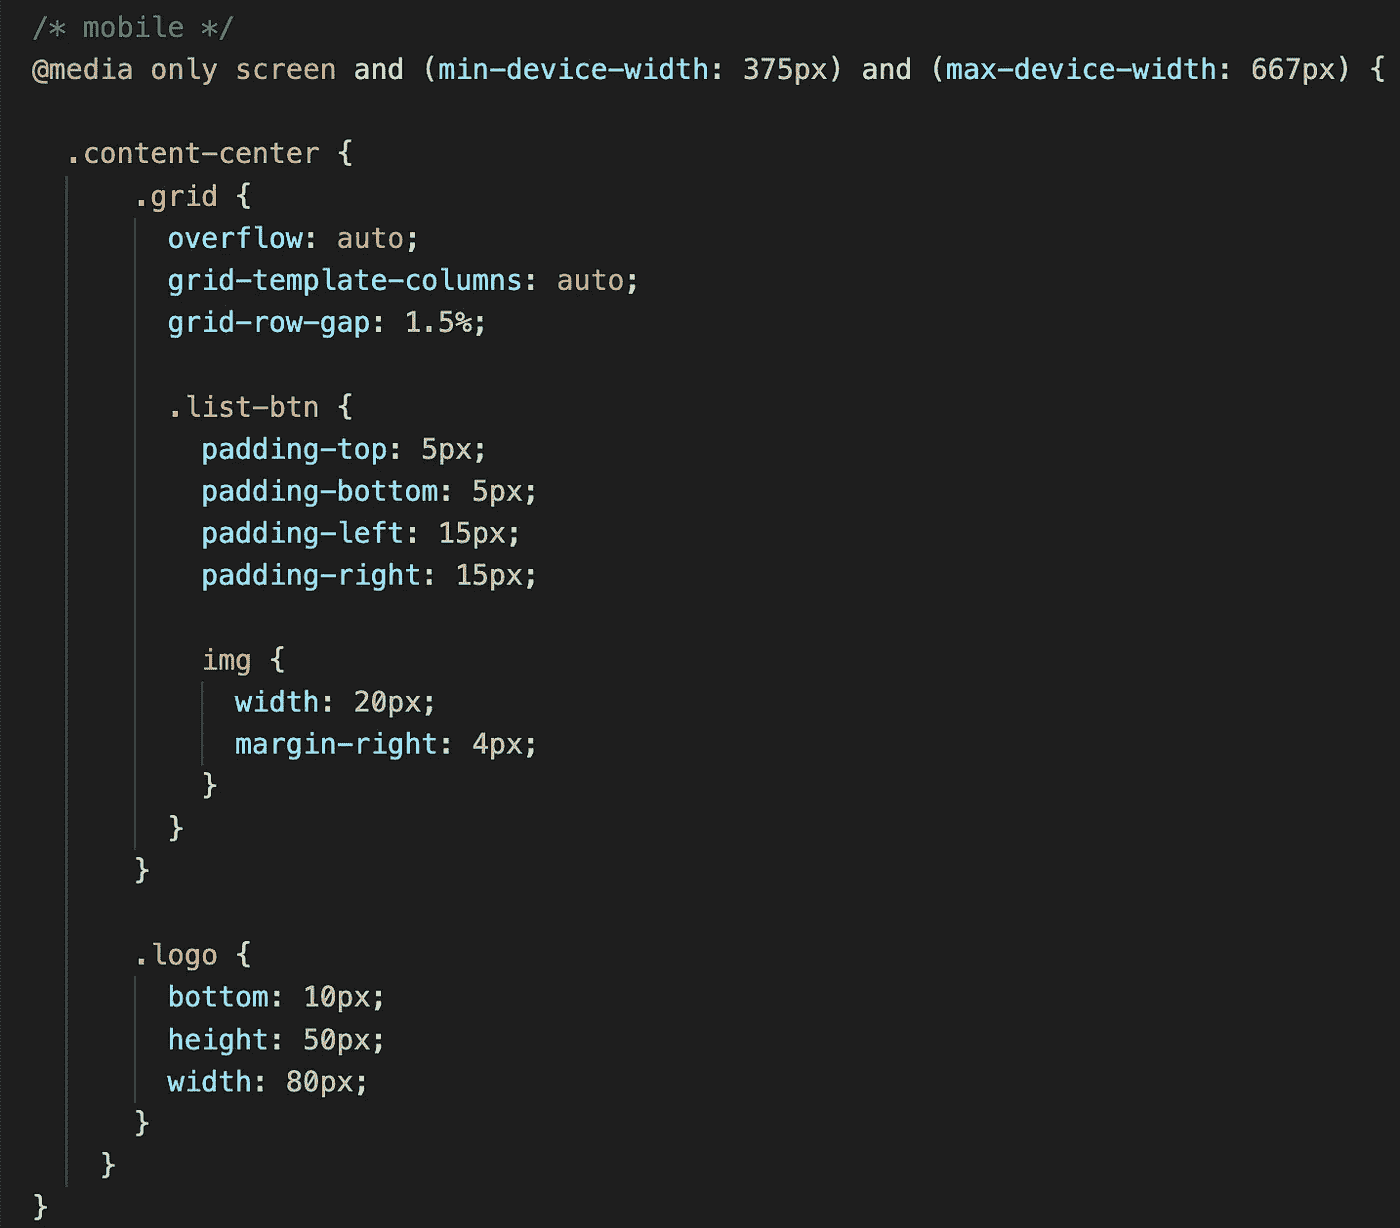 /* mobile */
@media only screen and (min-device-width: 375px) and (max-device-width: 667px) {
.content-center {
.grid {
overflow: auto;
grid-template-columns: auto;
grid-row-gap: 1.5%;
.list-btn {
padding-top: 5px;
padding-bottom: 5px;
padding-left: 15px;
padding-right: 15px;
img {
width: 20px;
margin-right: 4px;
}
}
}
.logo {
bottom: 10px;
height: 50px;
width: 80px;
}
}
}